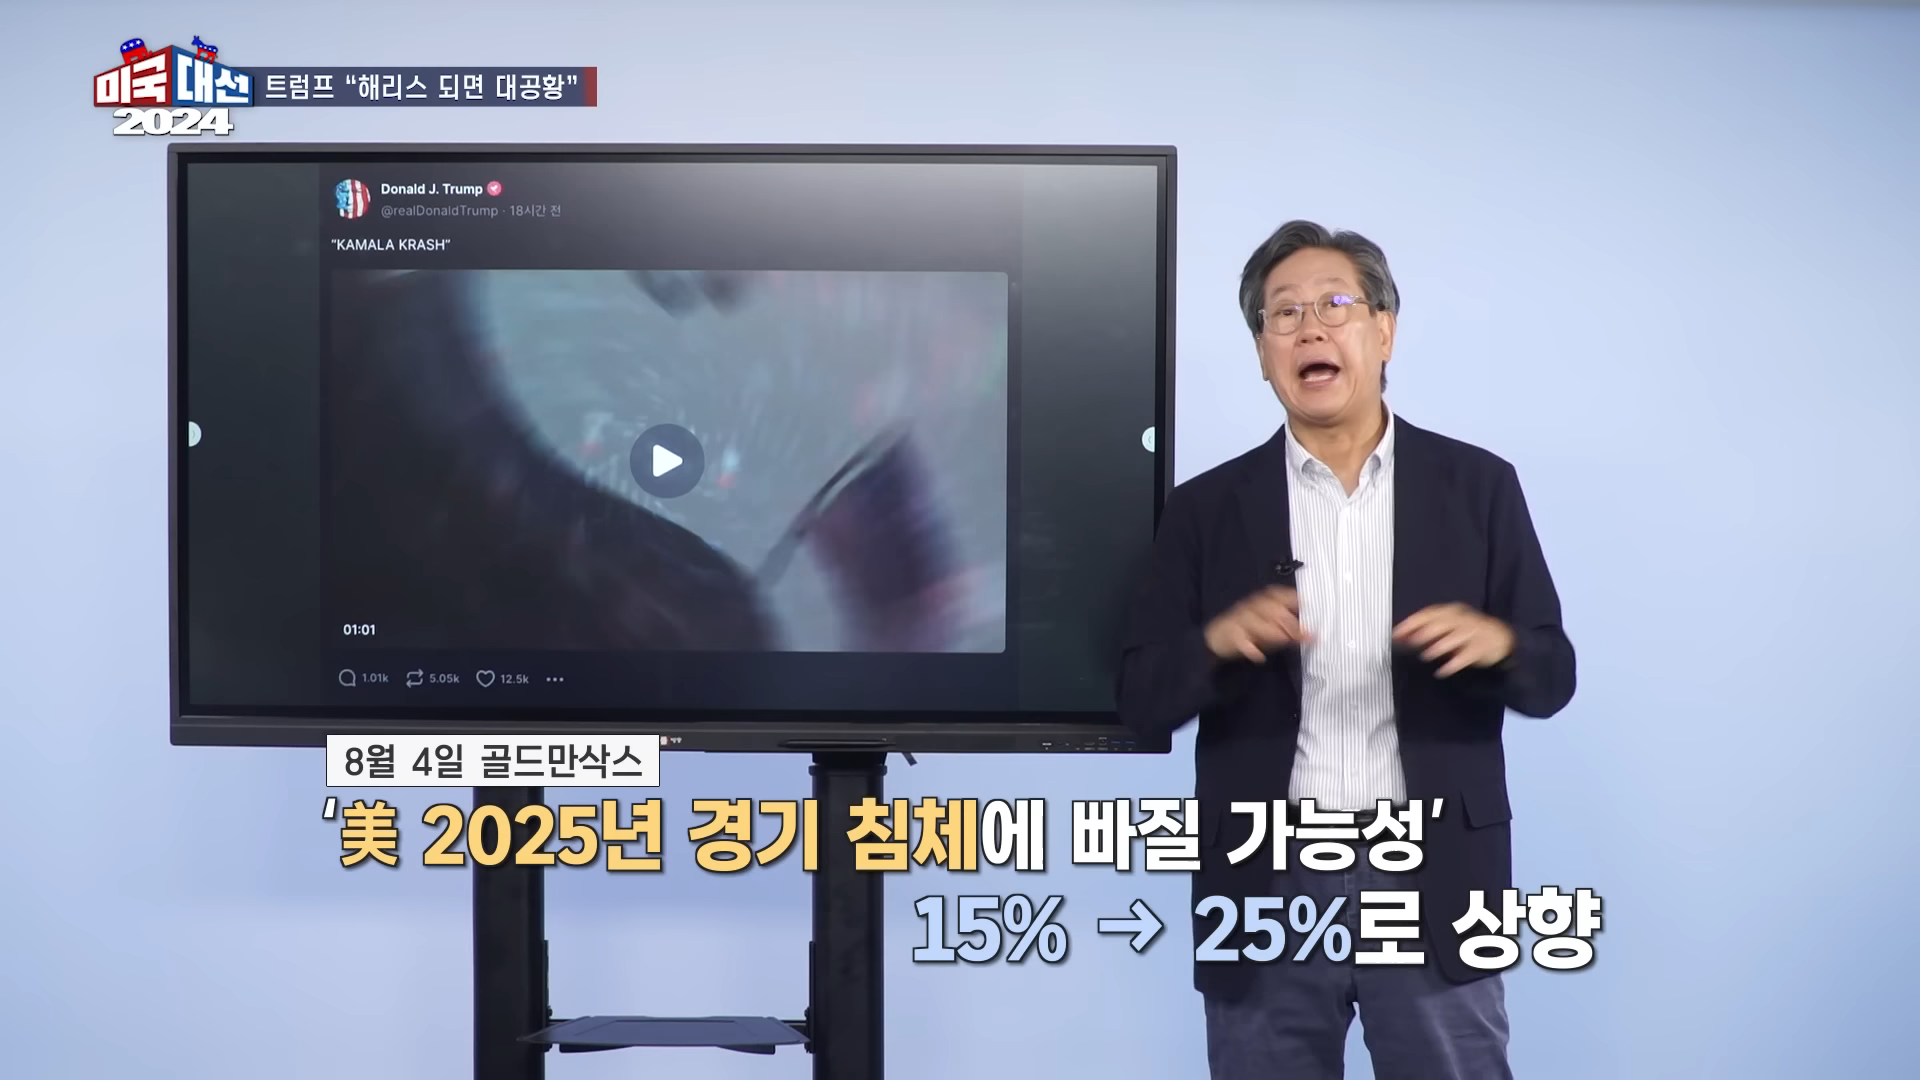 미국 대선
2024
트럼프 “해리스 되면 대공황”
Donald J. Trump
@realDonaldTrump · 18시간 전
“KAMALA KRASH”
01:01
1.01k 5.05k 12.5k
8월 4일 골드만삭스
‘美 2025년 경기 침체에 빠질 가능성’
15% → 25%로 상향